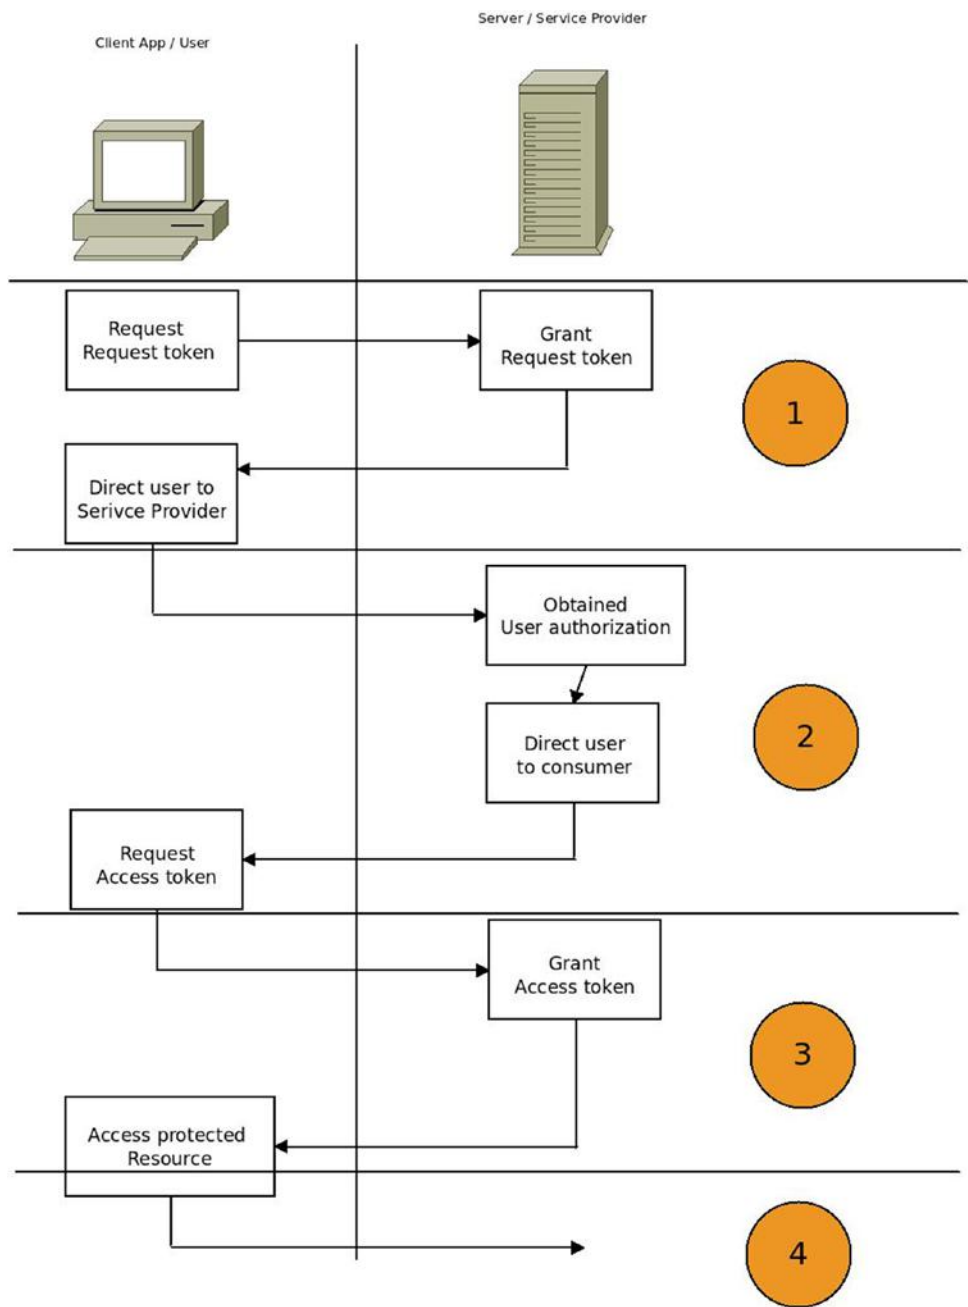 Server / Service Provider
Client App / User
Request
Request token
Grant
Request token
1
Direct user to
Serivce Provider
Obtained
User authorization
2
Direct user
to consumer
Request
Access token
Grant
Access token
3
Access protected
Resource
4